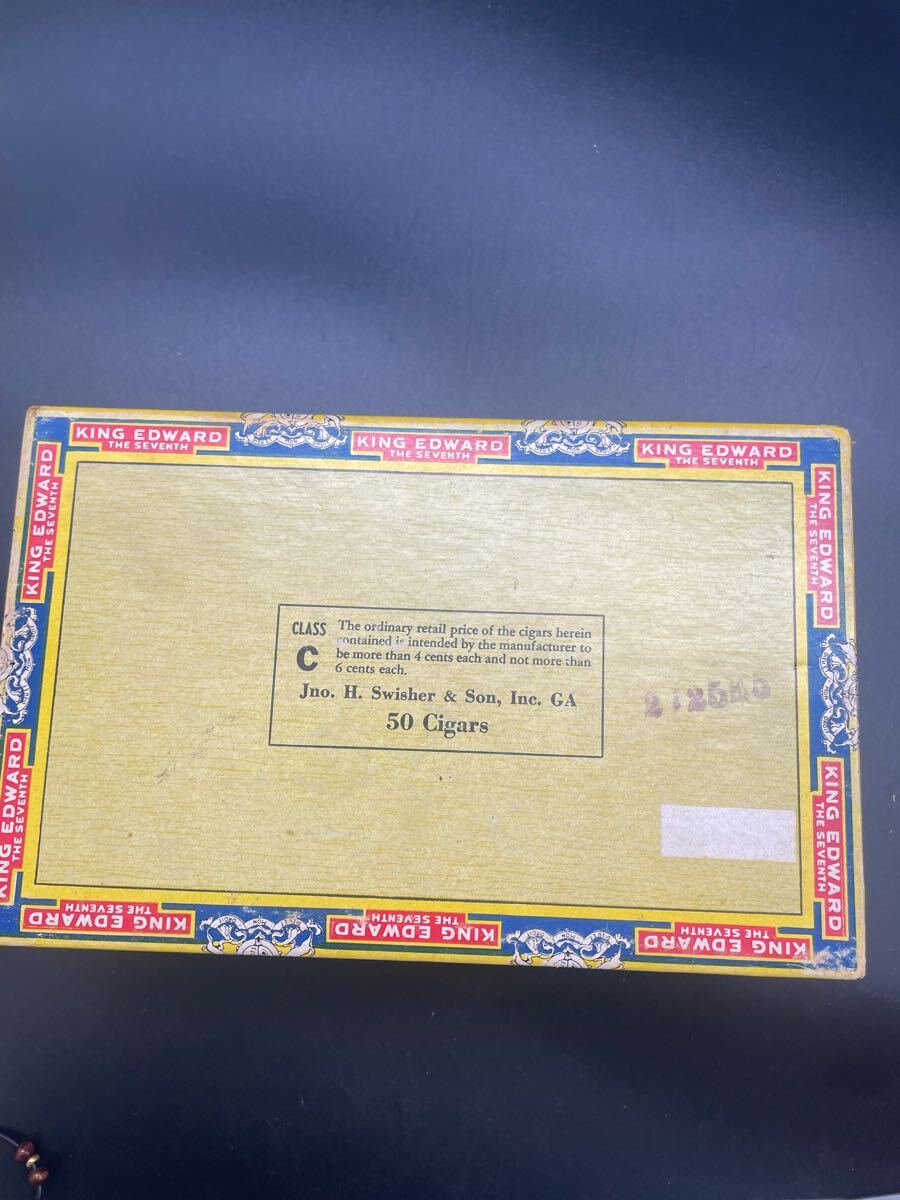 KING EDWARD
THE SEVENTH
KING EDWARD
THE SEVENTH
KING EDWARD
THE SEVENTH
KING EDWARD
THE SEVENTH
KING EDWARD
THE SEVENTH
CLASS
C
The ordinary retail price of the cigars herein
contained is intended by the manufacturer to
be more than 4 cents each and not more than
6 cents each.
Jno. H. Swisher & Son, Inc. GA
50 Cigars
KING EDWARD
THE SEVENTH
KING EDWARD
THE SEVENTH
KING EDWARD
THE SEVENTH
KING EDWARD
THE SEVENTH
KING EDWARD
THE SEVENTH